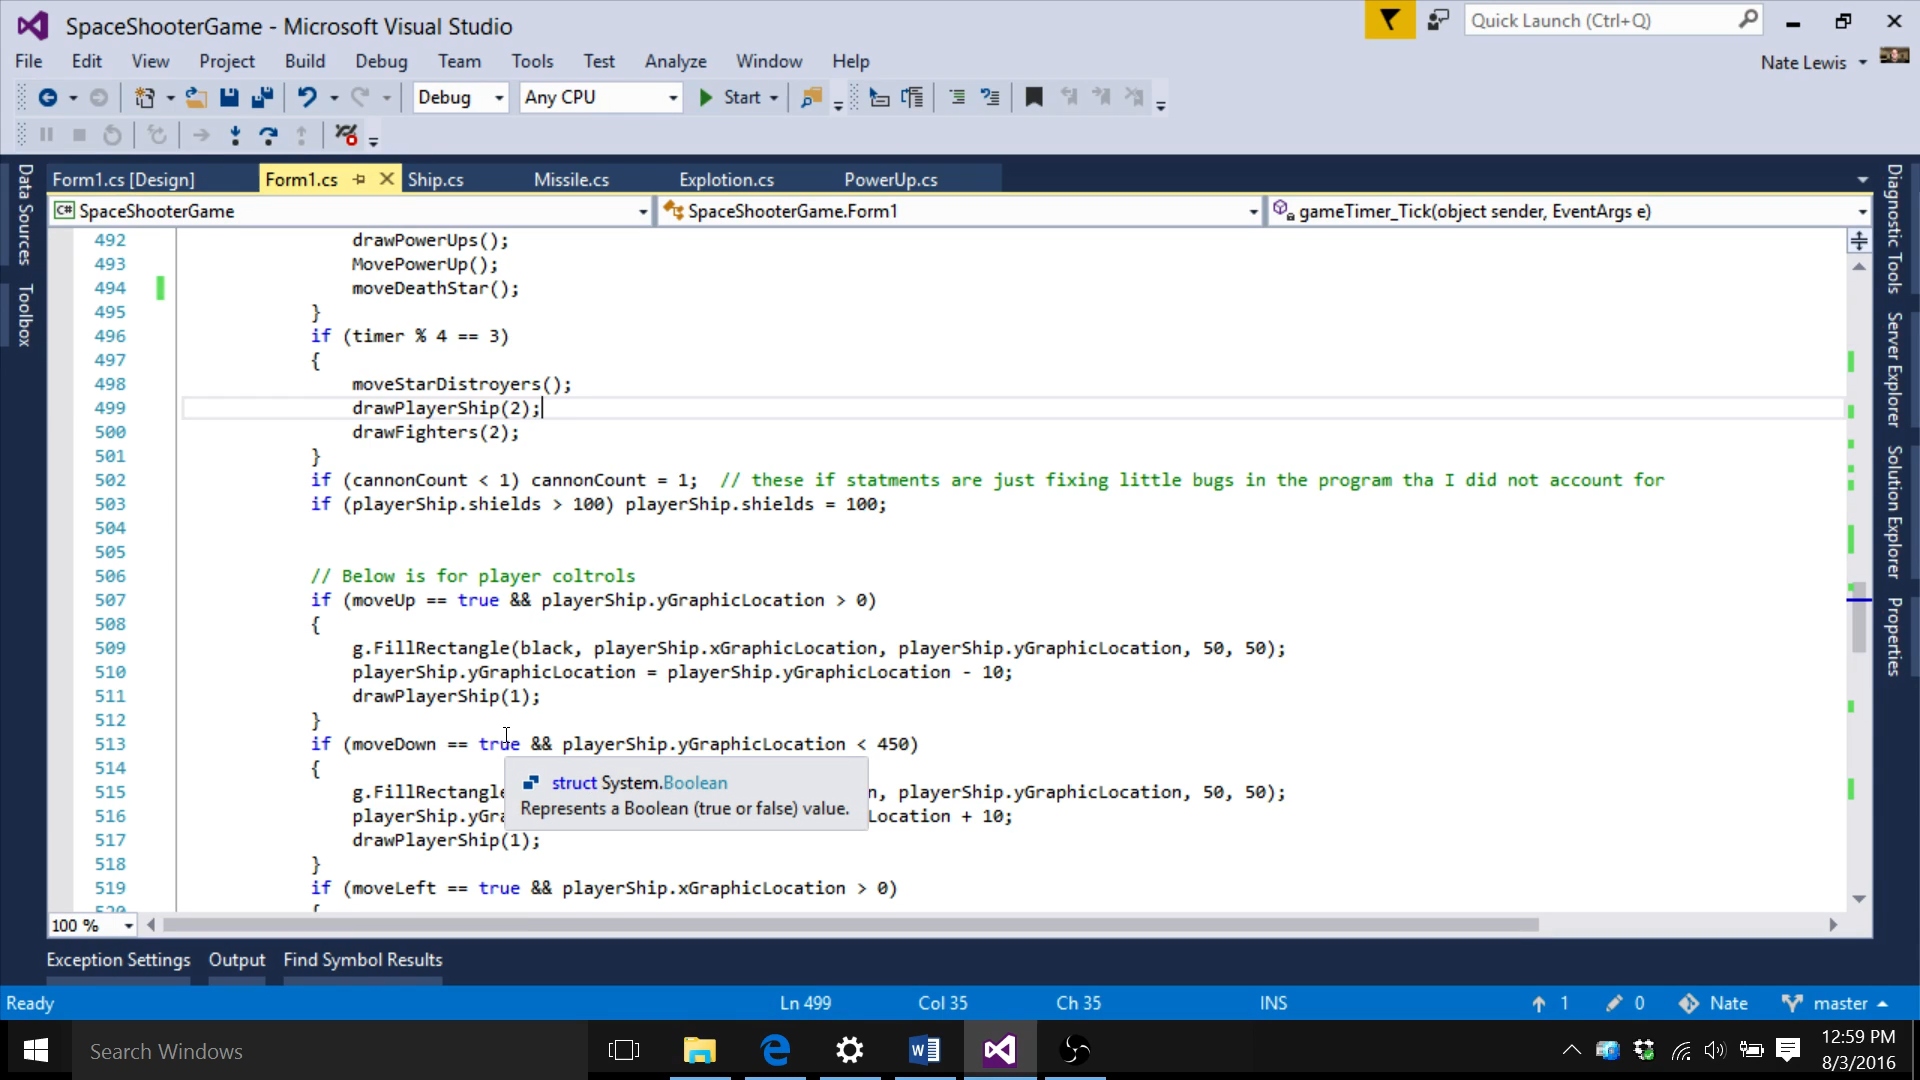 SpaceShooterGame - Microsoft Visual Studio
Quick Launch (Ctrl+Q)
File Edit View Project Build Debug Team Tools Test Analyze Window Help
Nate Lewis
Debug Any CPU Start
Form1.cs [Design] Form1.cs Ship.cs Missile.cs Explotion.cs PowerUp.cs
C# SpaceShooterGame SpaceShooterGame.Form1 gameTimer_Tick(object sender, EventArgs e)
Data Sources
Toolbox
492 drawPowerUps();
493 MovePowerUp();
494 moveDeathStar();
495 }
496 if (timer % 4 == 3)
497 {
498 moveStarDistroyers();
499 drawPlayerShip(2);
500 drawFighters(2);
501 }
502 if (cannonCount < 1) cannonCount = 1; // these if statments are just fixing little bugs in the program tha I did not account for
503 if (playerShip.shields > 100) playerShip.shields = 100;
504
505
506 // Below is for player coltrols
507 if (moveUp == true && playerShip.yGraphicLocation > 0)
508 {
509 g.FillRectangle(black, playerShip.xGraphicLocation, playerShip.yGraphicLocation, 50, 50);
510 playerShip.yGraphicLocation = playerShip.yGraphicLocation - 10;
511 drawPlayerShip(1);
512 }
513 if (moveDown == true && playerShip.yGraphicLocation < 450)
514 {
515 g.FillRectangle n, playerShip.yGraphicLocation, 50, 50);
516 playerShip.yGra Location + 10;
517 drawPlayerShip(1);
518 }
519 if (moveLeft == true && playerShip.xGraphicLocation > 0)
520 {
struct System.Boolean
Represents a Boolean (true or false) value.
Diagnostic Tools
Server Explorer
Solution Explorer
Properties
100 %
Exception Settings Output Find Symbol Results
Ready Ln 499 Col 35 Ch 35 INS 1 0 Nate master
Search Windows
12:59 PM
8/3/2016